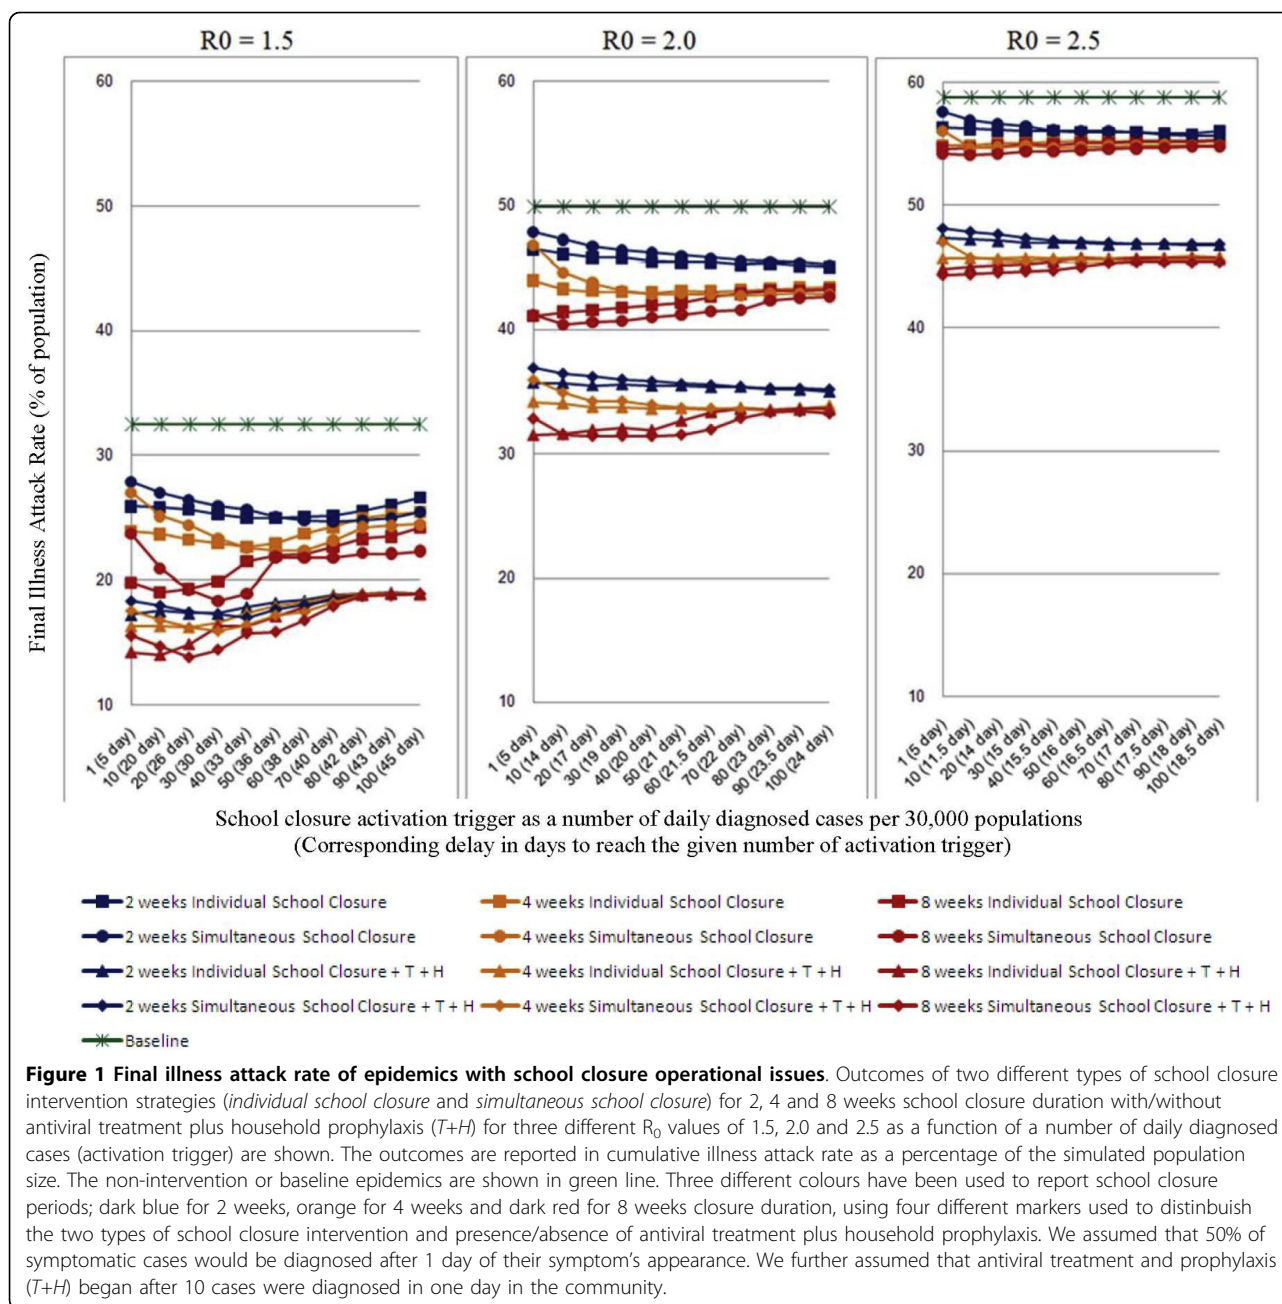 R0 = 1.5
R0 = 2.0
R0 = 2.5
Final Illness Attack Rate (% of population)
60
50
40
30
20
10
1 (5 day)
10 (20 day)
20 (26 day)
30 (30 day)
40 (33 day)
50 (36 day)
60 (38 day)
70 (40 day)
80 (42 day)
90 (43 day)
100 (45 day)
60
50
40
30
20
10
1 (5 day)
10 (14 day)
20 (17 day)
30 (19 day)
40 (20 day)
50 (21 day)
60 (21.5 day)
70 (22 day)
80 (23 day)
90 (23.5 day)
100 (24 day)
60
50
40
30
20
10
1 (5 day)
10 (11.5 day)
20 (14 day)
30 (15 day)
40 (15.5 day)
50 (16 day)
60 (16.5 day)
70 (17 day)
80 (17.5 day)
90 (18 day)
100 (18.5 day)
School closure activation trigger as a number of daily diagnosed cases per 30,000 populations
(Corresponding delay in days to reach the given number of activation trigger)
2 weeks Individual School Closure
4 weeks Individual School Closure
8 weeks Individual School Closure
2 weeks Simultaneous School Closure
4 weeks Simultaneous School Closure
8 weeks Simultaneous School Closure
2 weeks Individual School Closure + T + H
4 weeks Individual School Closure + T + H
8 weeks Individual School Closure + T + H
2 weeks Simultaneous School Closure + T + H
4 weeks Simultaneous School Closure + T + H
8 weeks Simultaneous School Closure + T + H
Baseline
Figure 1 Final illness attack rate of epidemics with school closure operational issues. Outcomes of two different types of school closure
intervention strategies (individual school closure and simultaneous school closure) for 2, 4 and 8 weeks school closure duration with/without
antiviral treatment plus household prophylaxis (T+H) for three different R0 values of 1.5, 2.0 and 2.5 as a function of a number of daily diagnosed
cases (activation trigger) are shown. The outcomes are reported in cumulative illness attack rate as a percentage of the simulated population
size. The non-intervention or baseline epidemics are shown in green line. Three different colours have been used to report school closure
periods; dark blue for 2 weeks, orange for 4 weeks and dark red for 8 weeks closure duration, using four different markers used to distinbuish
the two types of school closure intervention and presence/absence of antiviral treatment plus household prophylaxis. We assumed that 50% of
symptomatic cases would be diagnosed after 1 day of their symptom's appearance. We further assumed that antiviral treatment and prophylaxis
(T+H) began after 10 cases were diagnosed in one day in the community.